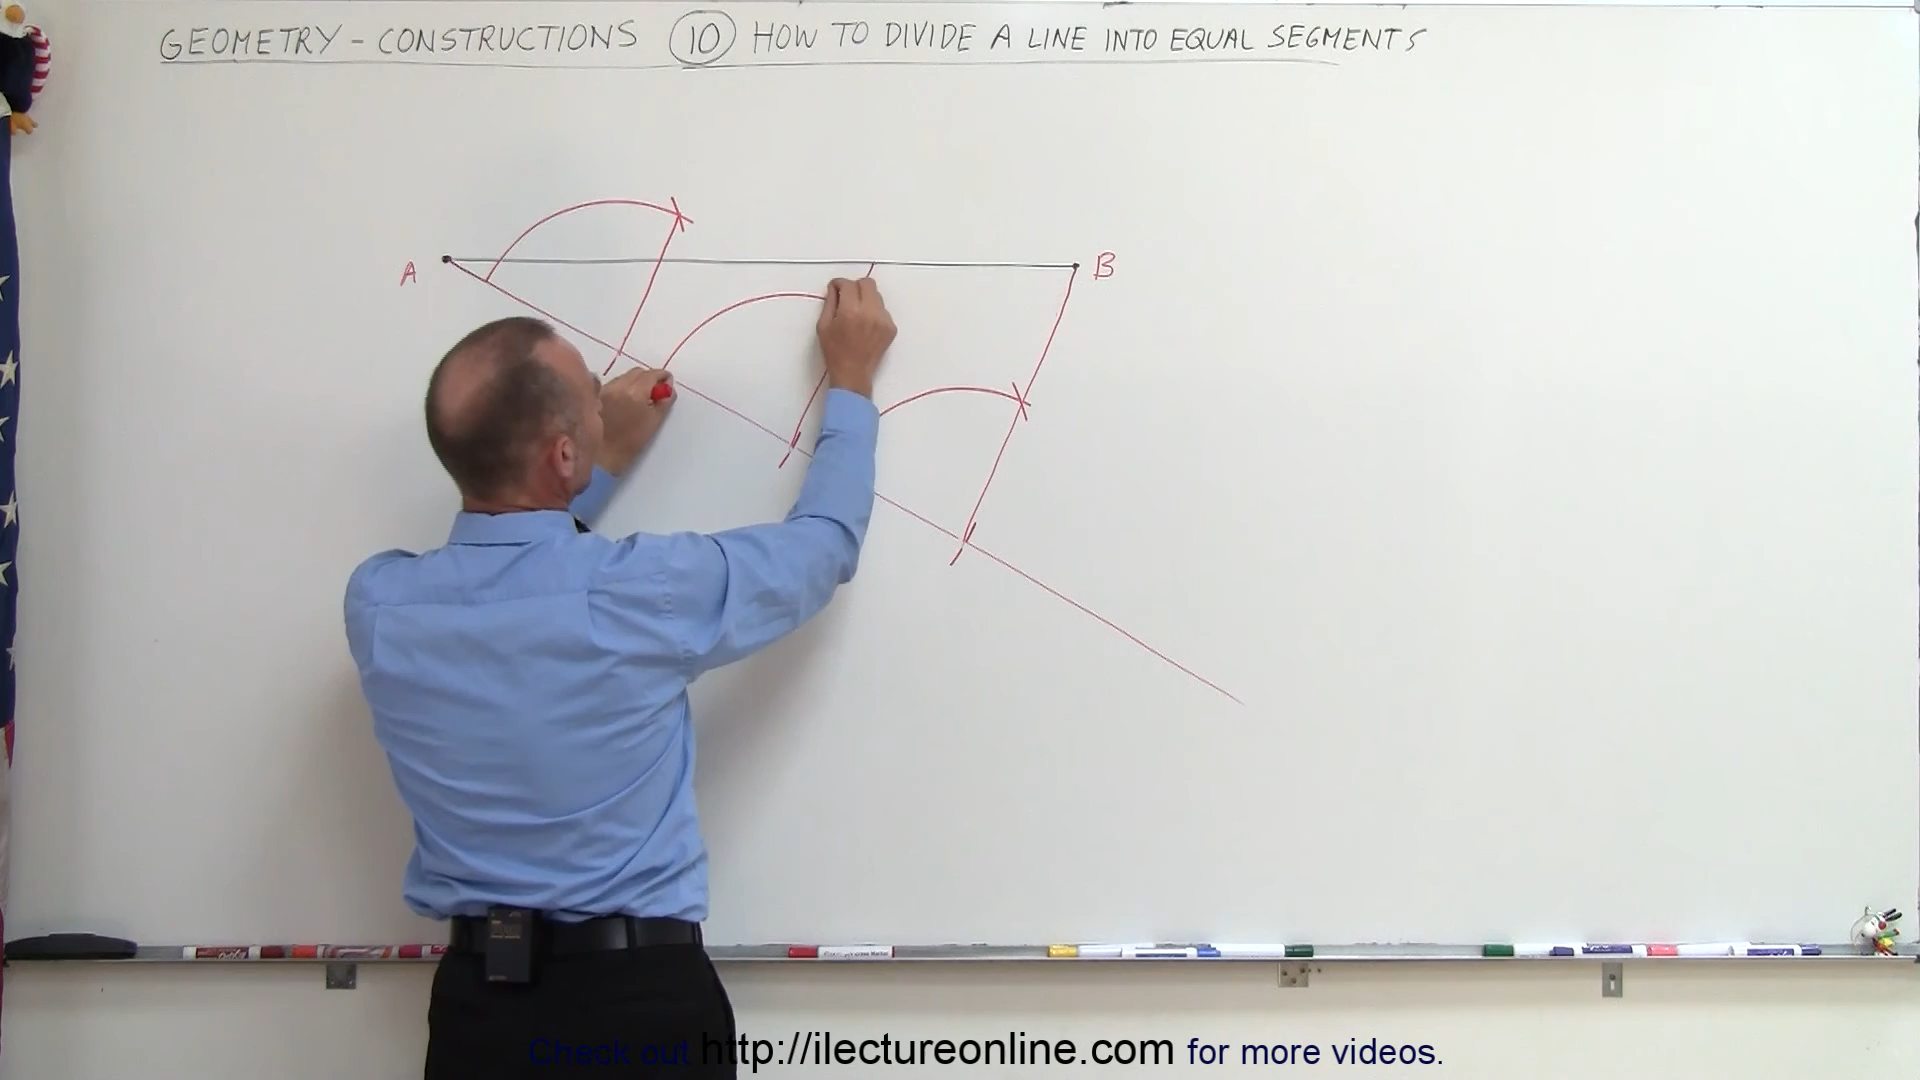 GEOMETRY - CONSTRUCTIONS 10 HOW TO DIVIDE A LINE INTO EQUAL SEGMENTS
A
B
Check out http://ilectureonline.com for more videos.